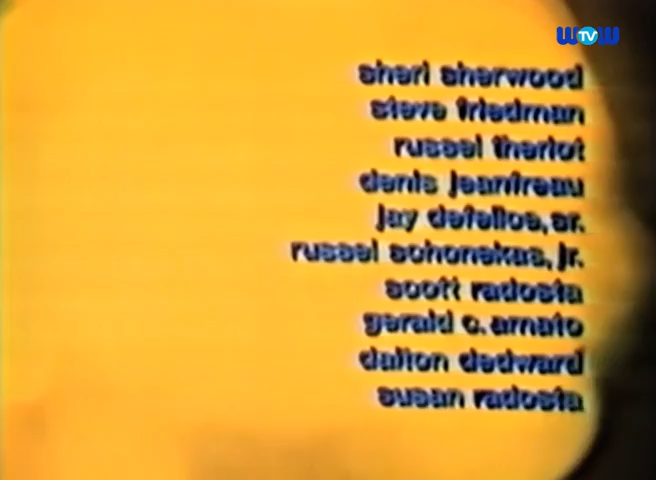 WOW TV
sheri sherwood
steve friedman
russel theriot
denis jeanfreau
jay defelice, sr.
russel schonekas, jr.
scott radosta
gerald c. amato
dalton dedward
susan radosta